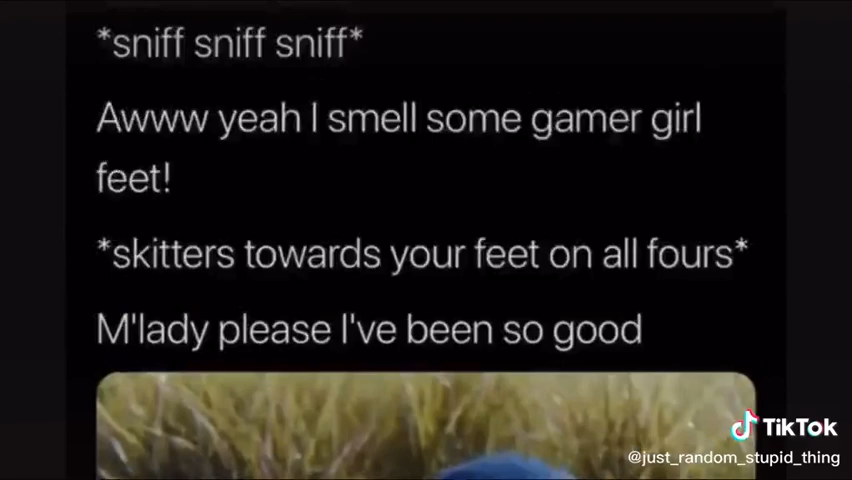 *sniff sniff sniff*
Awww yeah I smell some gamer girl
feet!
*skitters towards your feet on all fours*
M'lady please I've been so good
TikTok
@just_random_stupid_thing